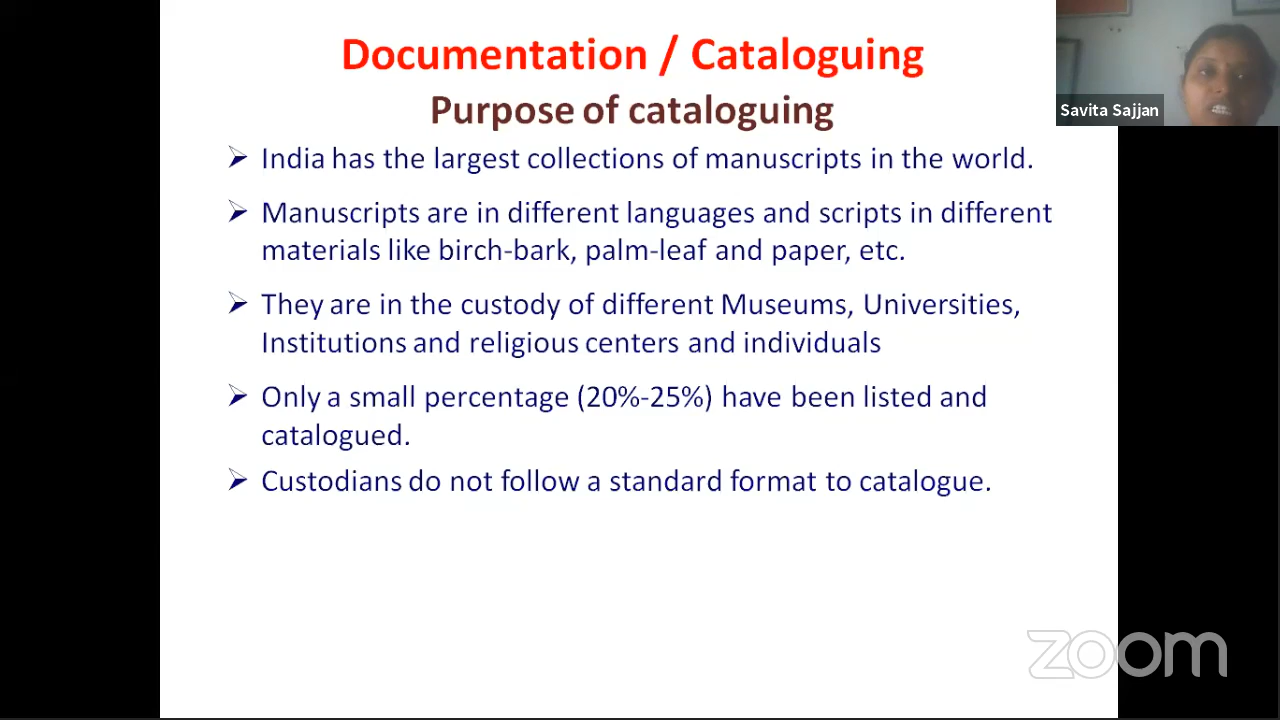 Documentation / Cataloguing
Purpose of cataloguing
Savita Sajjan
India has the largest collections of manuscripts in the world.
Manuscripts are in different languages and scripts in different
materials like birch-bark, palm-leaf and paper, etc.
They are in the custody of different Museums, Universities,
Institutions and religious centers and individuals
Only a small percentage (20%-25%) have been listed and
catalogued.
Custodians do not follow a standard format to catalogue.
zoom